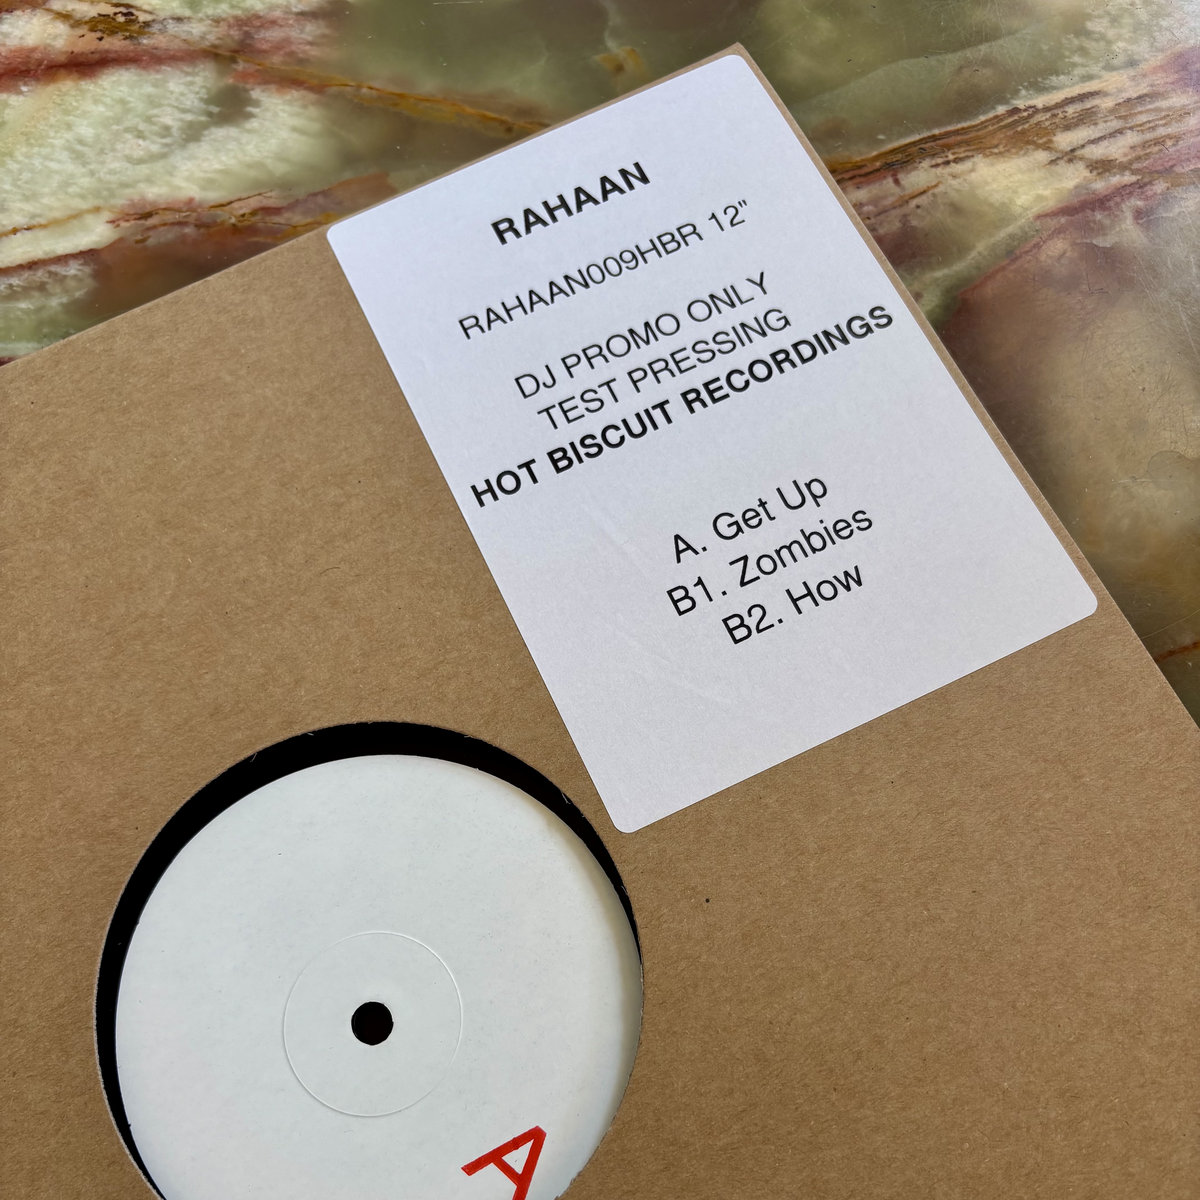 RAHAAN
RAHAAN009HBR 12"
DJ PROMO ONLY
TEST PRESSING
HOT BISCUIT RECORDINGS
A. Get Up
B1. Zombies
B2. How
A